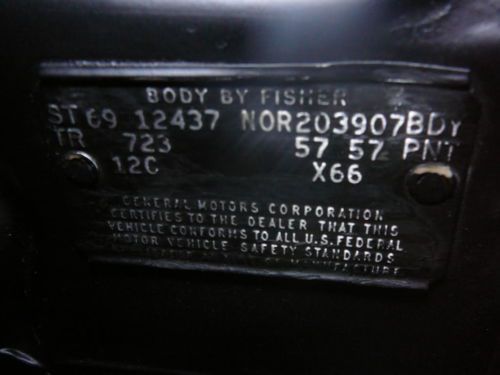 BODY BY FISHER
ST 69 12437 NOR203907BDY
TR 723 57 57 PNT
12C X66
GENERAL MOTORS CORPORATION
CERTIFIES TO THE DEALER THAT THIS
VEHICLE CONFORMS TO ALL U.S. FEDERAL
MOTOR VEHICLE SAFETY STANDARDS
MANUFACTURE